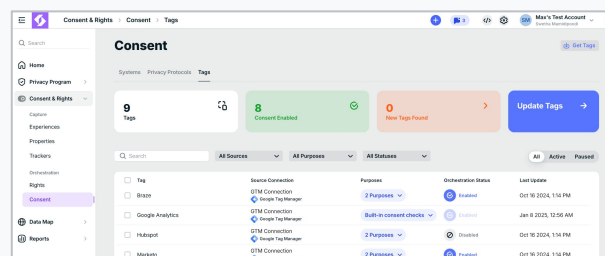 Consent & Rights > Consent > Tags
3
</>
SM
Max's Test Account
Search
Home
Privacy Program
Consent & Rights
Capture
Experiences
Properties
Trackers
Orchestration
Rights
Consent
Data Map
Reports
Consent
Get Tags
Systems Privacy Protocols Tags
9
Tags
8
Consent Enabled
0
New Tags Found
Update Tags
Search
All Sources
All Purposes
All Statuses
All Active Paused
Tag Source Connection Purposes Orchestration Status Last Update
Braze GTM Connection Google Tag Manager 2 Purposes Enabled Oct 16 2024, 1:14 PM
Google Analytics GTM Connection Google Tag Manager Built-in consent checks Enabled Jan 8 2025, 12:56 AM
Hubspot GTM Connection Google Tag Manager 2 Purposes Disabled Oct 16 2024, 1:14 PM
Marketo GTM Connection Google Tag Manager 2 Purposes Enabled Oct 16 2024, 1:14 PM